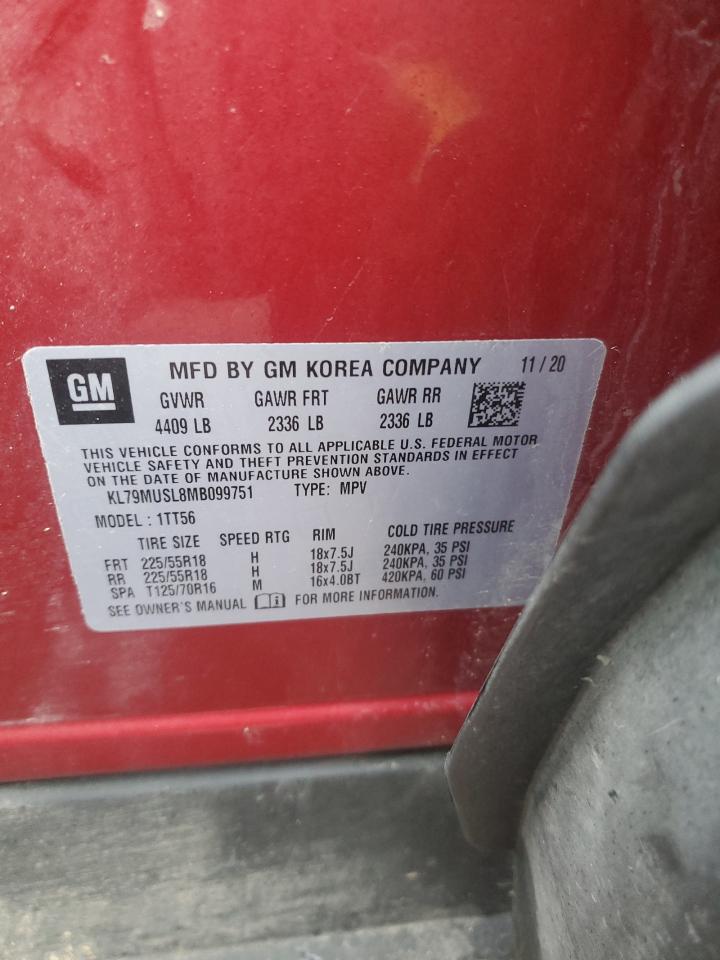 GM
MFD BY GM KOREA COMPANY 11 / 20
GVWR GAWR FRT GAWR RR
4409 LB 2336 LB 2336 LB
THIS VEHICLE CONFORMS TO ALL APPLICABLE U.S. FEDERAL MOTOR
VEHICLE SAFETY AND THEFT PREVENTION STANDARDS IN EFFECT
ON THE DATE OF MANUFACTURE SHOWN ABOVE.
KL79MUSL8MB099751 TYPE: MPV
MODEL : 1TT56
TIRE SIZE SPEED RTG RIM COLD TIRE PRESSURE
FRT 225/55R18 H 18x7.5J 240KPA, 35 PSI
RR 225/55R18 H 18x7.5J 240KPA, 35 PSI
SPA T125/70R16 M 16x4.0BT 420KPA, 60 PSI
SEE OWNER'S MANUAL FOR MORE INFORMATION.